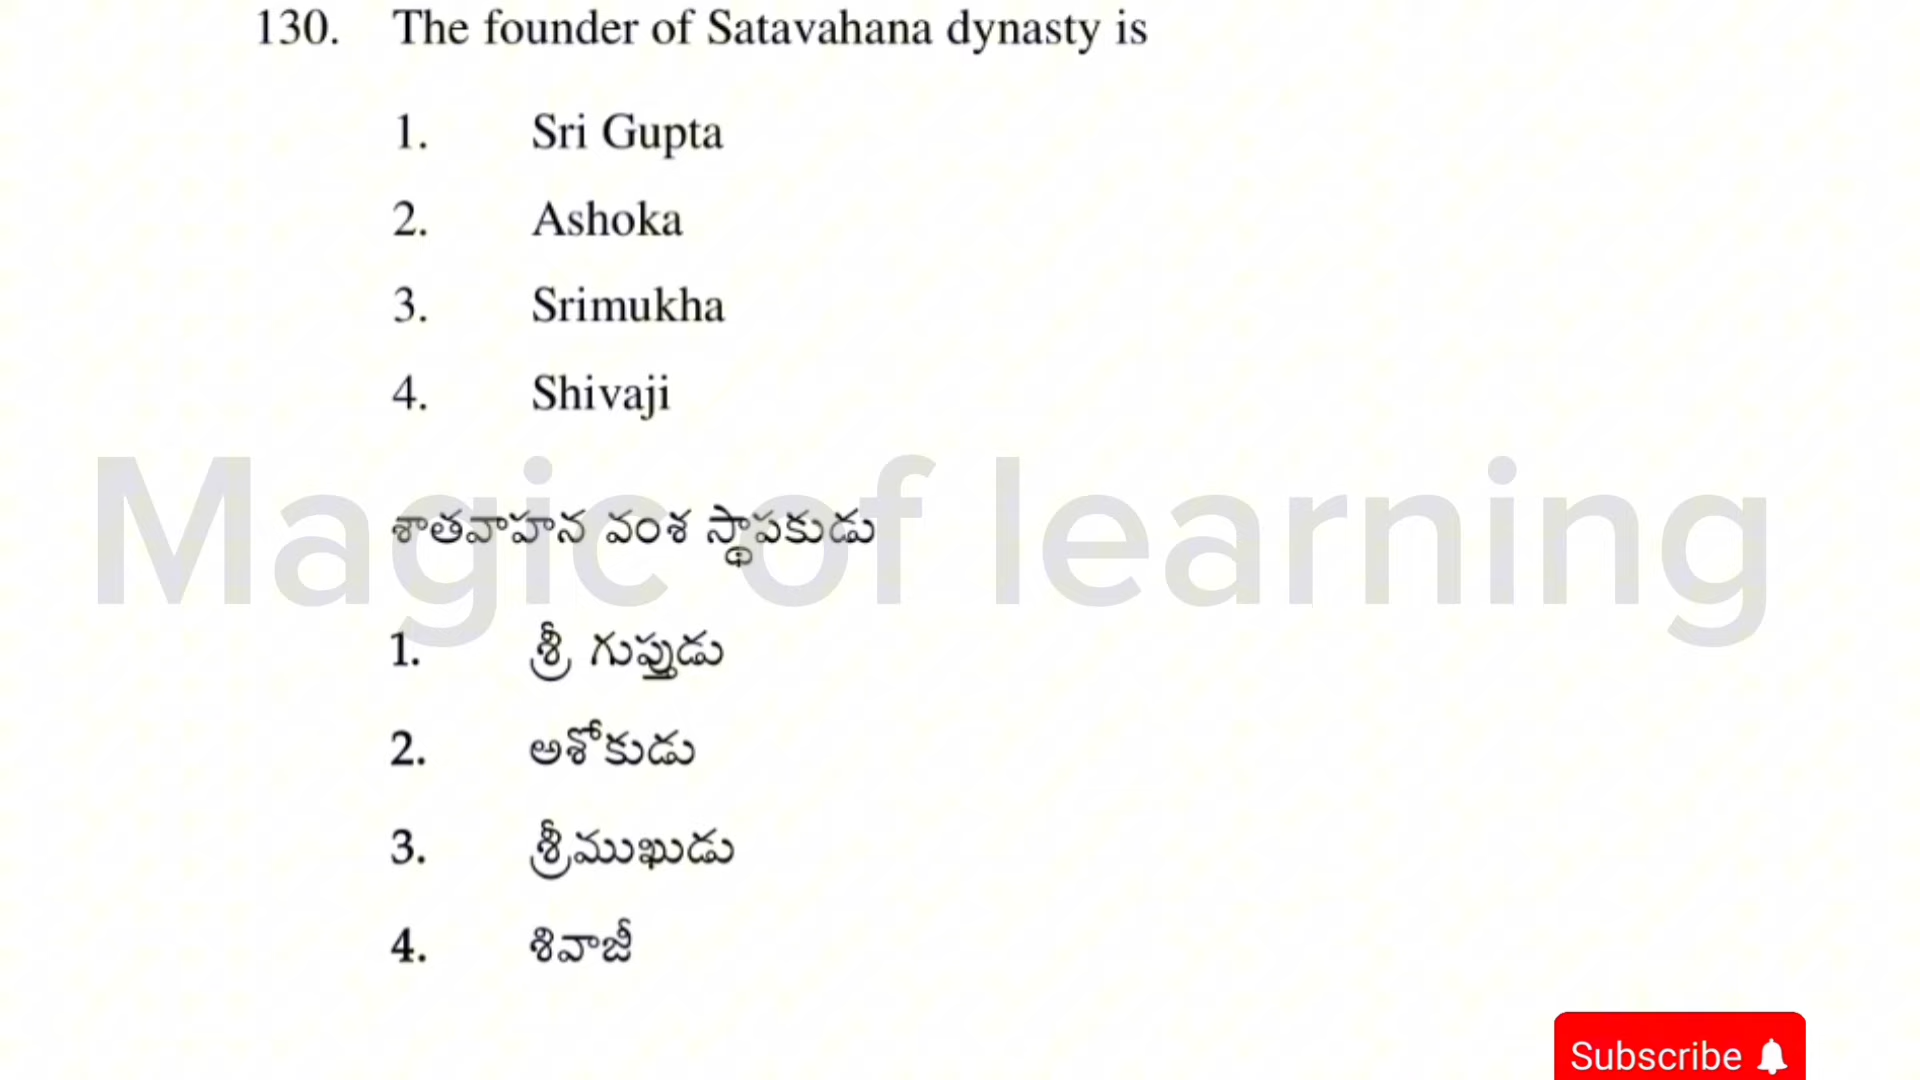 130. The founder of Satavahana dynasty is
1. Sri Gupta
2. Ashoka
3. Srimukha
4. Shivaji
Magic of learning
శాతవాహన వంశ స్థాపకుడు
1. శ్రీ గుప్తుడు
2. అశోకుడు
3. శ్రీముఖుడు
4. శివాజీ
Subscribe